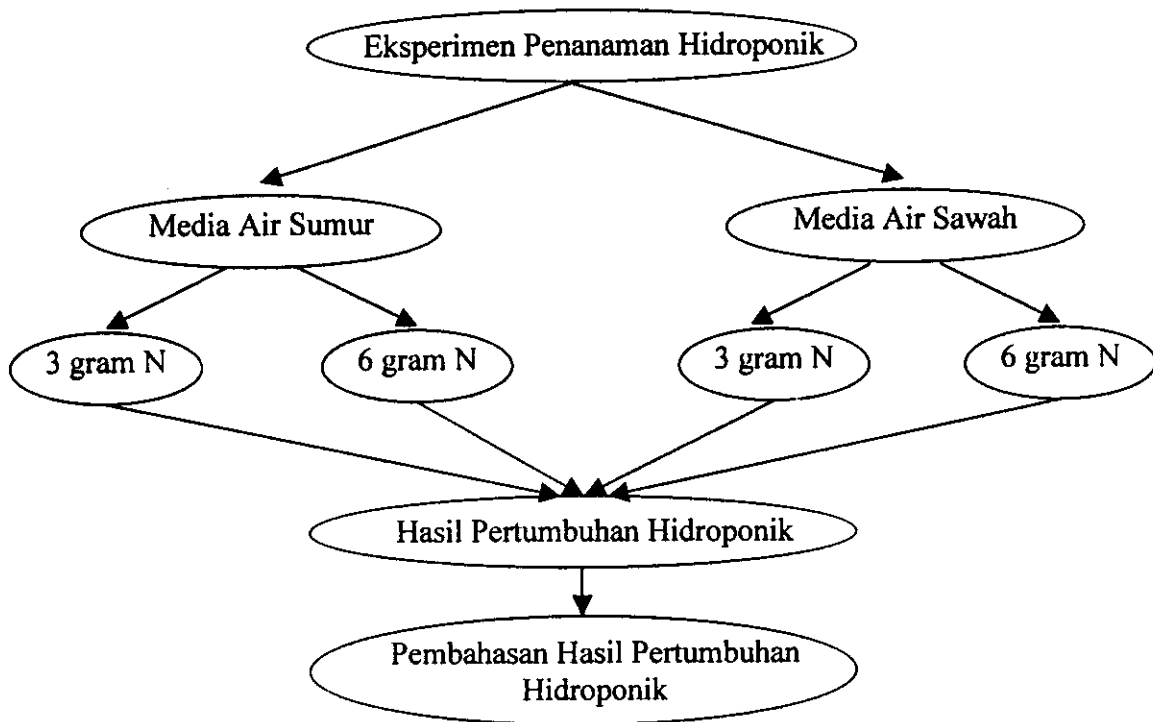 Eksperimen Penanaman Hidroponik
Media Air Sumur
Media Air Sawah
3 gram N
6 gram N
3 gram N
6 gram N
Hasil Pertumbuhan Hidroponik
Pembahasan Hasil Pertumbuhan
Hidroponik